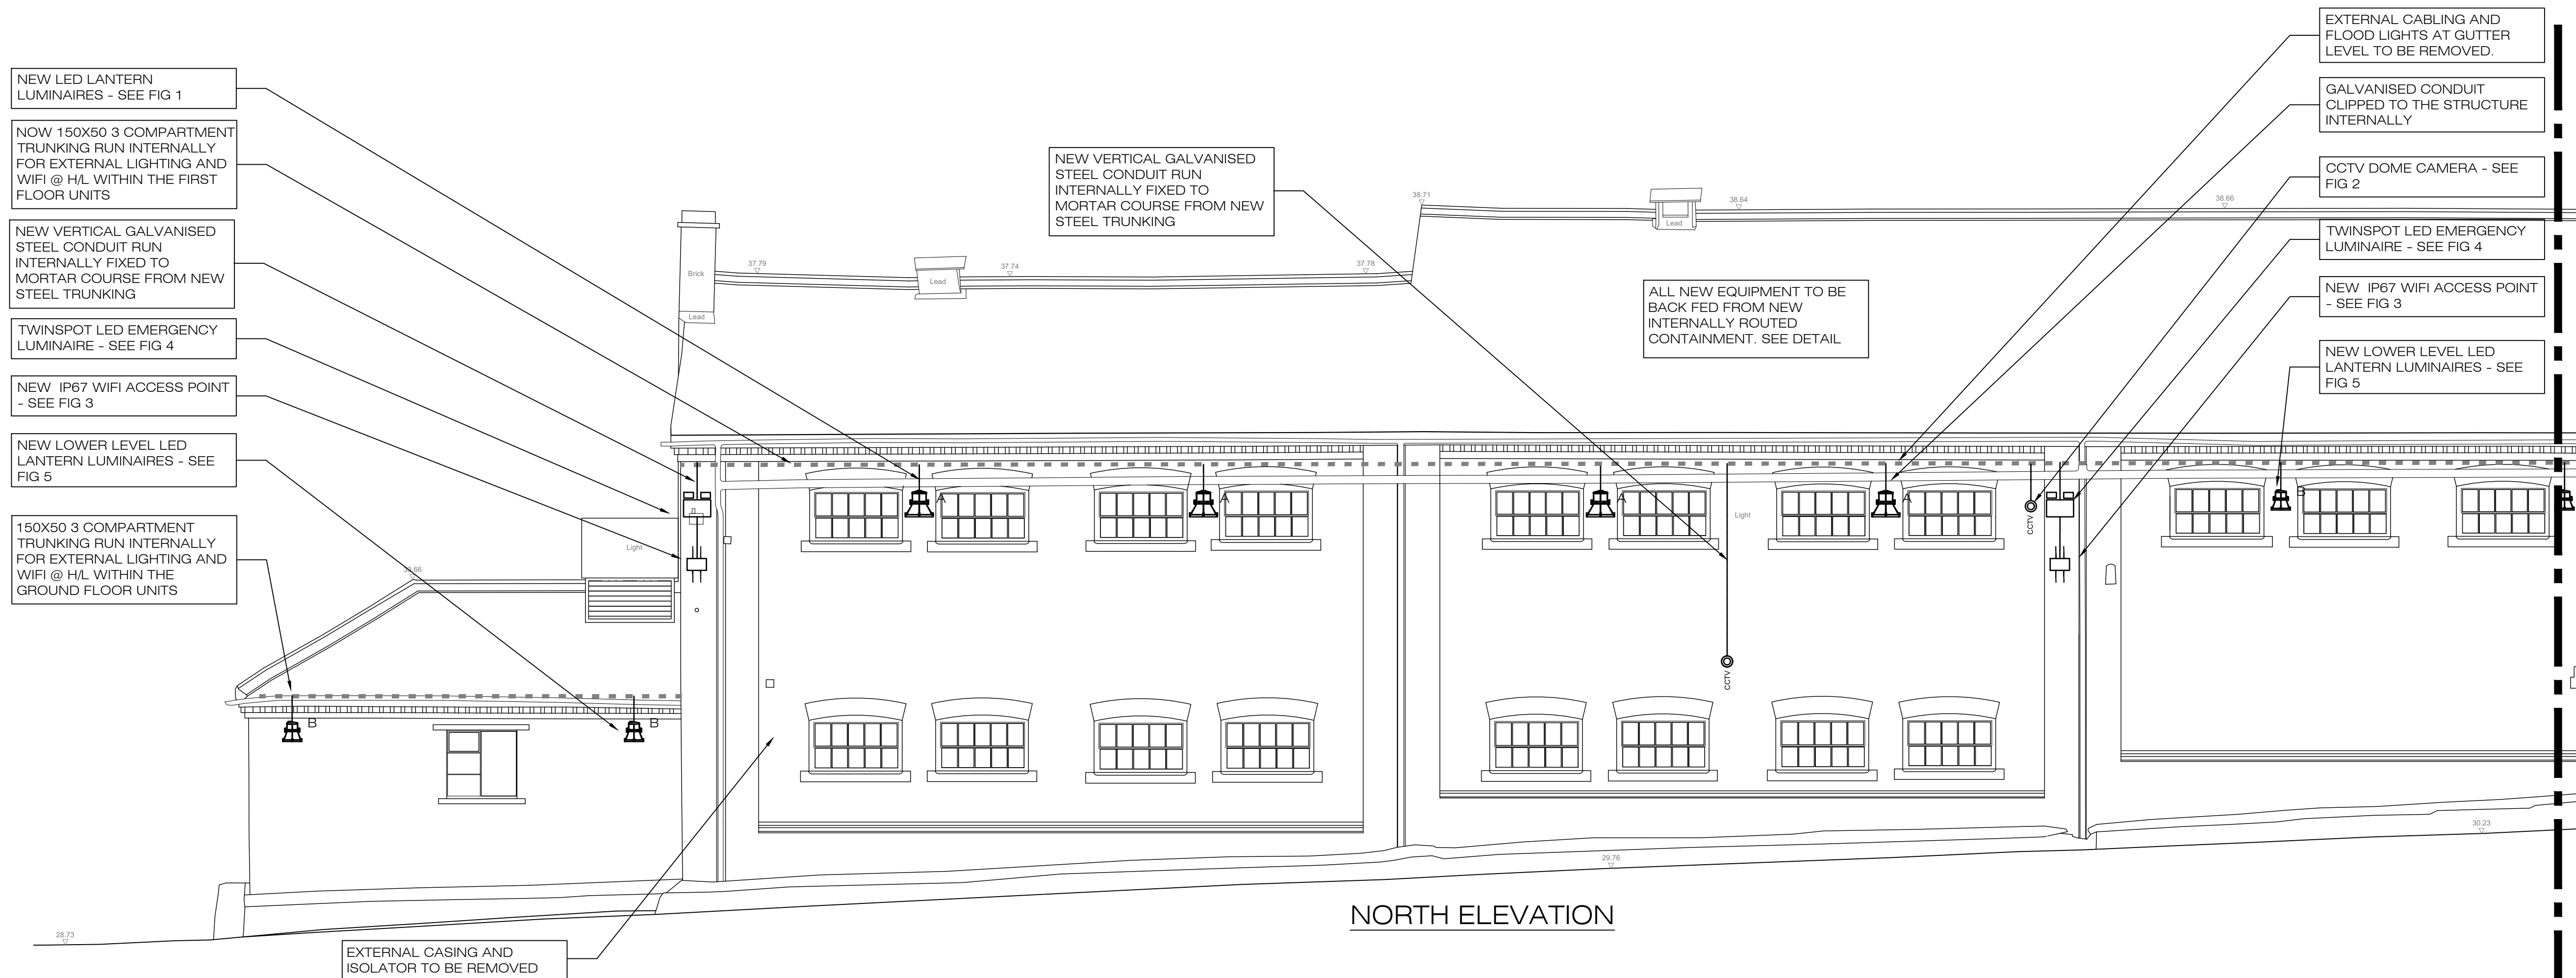 NEW LED LANTERN
LUMINAIRES - SEE FIG 1
NOW 150X50 3 COMPARTMENT
TRUNKING RUN INTERNALLY
FOR EXTERNAL LIGHTING AND
WIFI @ H/L WITHIN THE FIRST
FLOOR UNITS
NEW VERTICAL GALVANISED
STEEL CONDUIT RUN
INTERNALLY FIXED TO
MORTAR COURSE FROM NEW
STEEL TRUNKING
TWINSPOT LED EMERGENCY
LUMINAIRE - SEE FIG 4
NEW  IP67 WIFI ACCESS POINT
- SEE FIG 3
NEW LOWER LEVEL LED
LANTERN LUMINAIRES - SEE
FIG 5
150X50 3 COMPARTMENT
TRUNKING RUN INTERNALLY
FOR EXTERNAL LIGHTING AND
WIFI @ H/L WITHIN THE
GROUND FLOOR UNITS
NEW VERTICAL GALVANISED
STEEL CONDUIT RUN
INTERNALLY FIXED TO
MORTAR COURSE FROM NEW
STEEL TRUNKING
ALL NEW EQUIPMENT TO BE
BACK FED FROM NEW
INTERNALLY ROUTED
CONTAINMENT. SEE DETAIL
EXTERNAL CABLING AND
FLOOD LIGHTS AT GUTTER
LEVEL TO BE REMOVED.
GALVANISED CONDUIT
CLIPPED TO THE STRUCTURE
INTERNALLY
CCTV DOME CAMERA - SEE
FIG 2
TWINSPOT LED EMERGENCY
LUMINAIRE - SEE FIG 4
NEW  IP67 WIFI ACCESS POINT
- SEE FIG 3
NEW LOWER LEVEL LED
LANTERN LUMINAIRES - SEE
FIG 5
Brick
Lead
37.79
Lead
37.74
37.78
38.71
Lead
38.64
38.66
Light
A
A
A
Light
A
CCTV
B
CCTV
B
B
28.73
29.76
30.23
NORTH ELEVATION
EXTERNAL CASING AND
ISOLATOR TO BE REMOVED